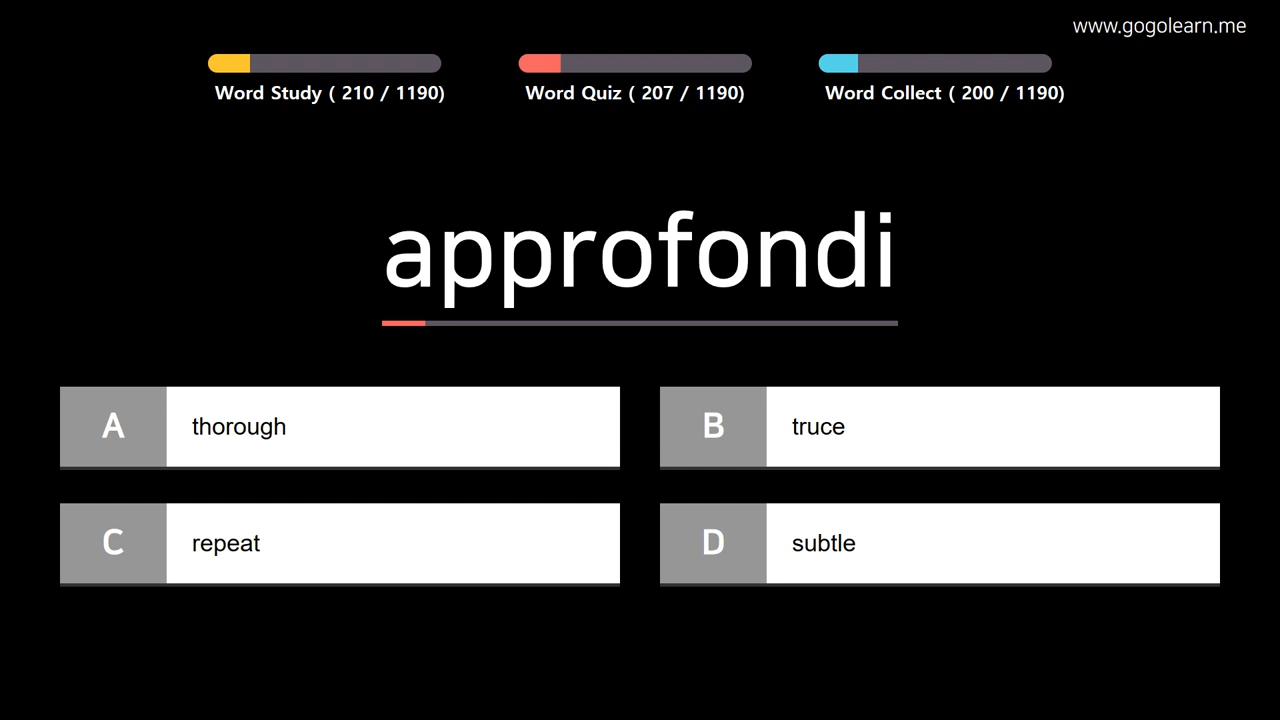 www.gogolearn.me
Word Study ( 210 / 1190)
Word Quiz ( 207 / 1190)
Word Collect ( 200 / 1190)
approfondi
A thorough
B truce
C repeat
D subtle